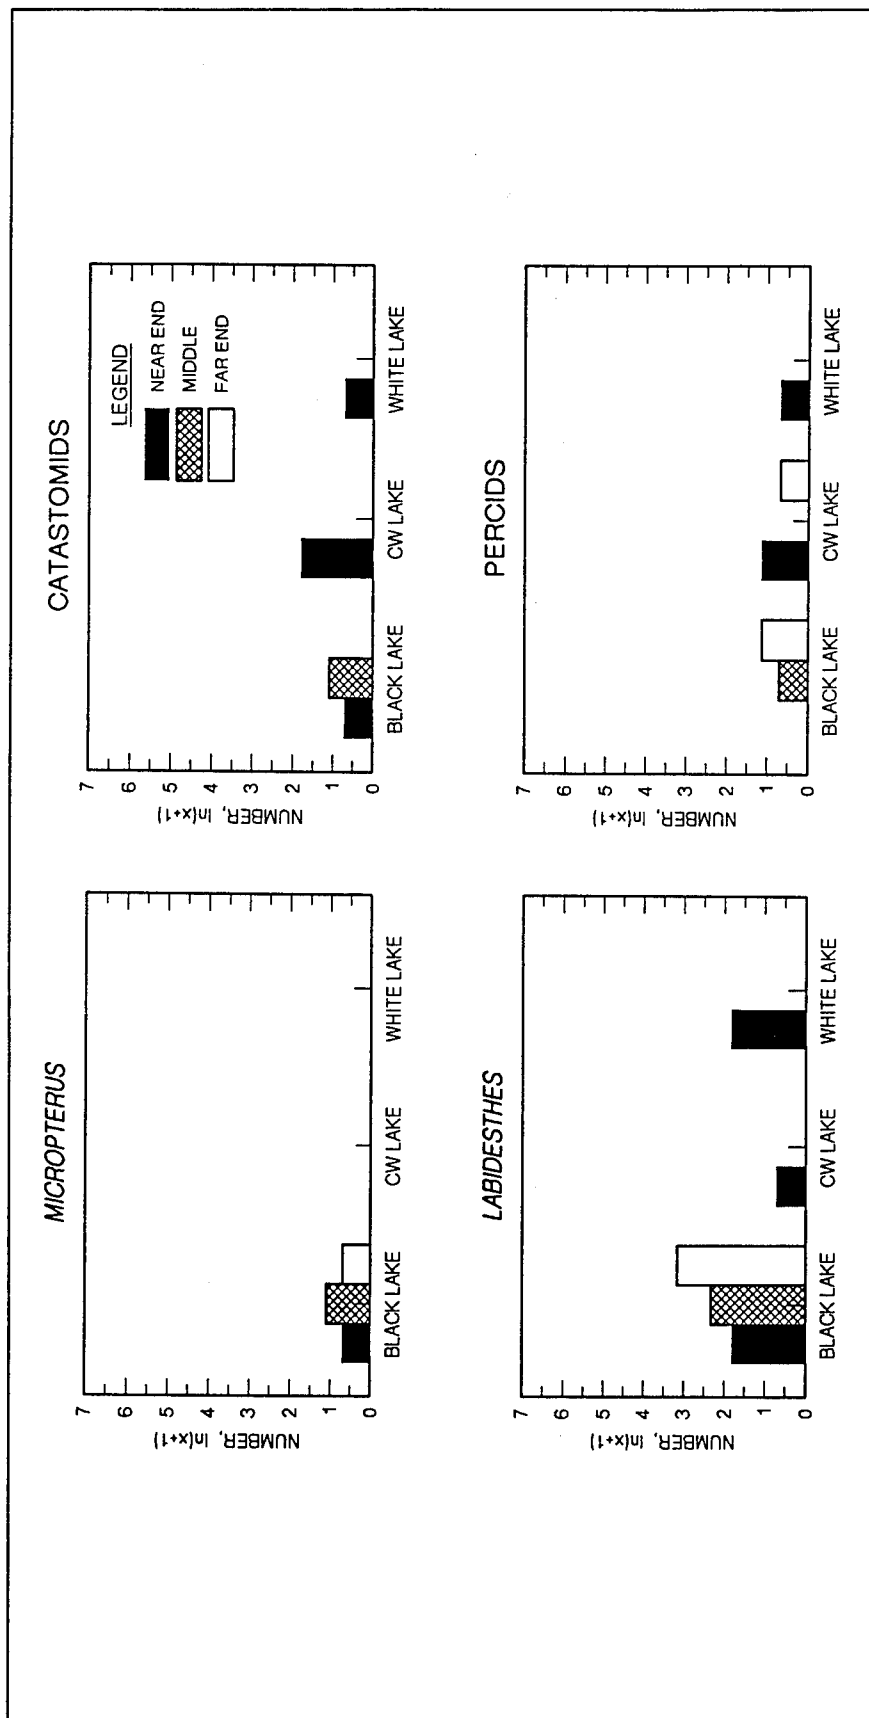 MICROPTERUS
NUMBER, ln(x+1)
7
6
5
4
3
2
1
0
BLACK LAKE
CW LAKE
WHITE LAKE
CATASTOMIDS
LEGEND
NEAR END
MIDDLE
FAR END
NUMBER, ln(x+1)
7
6
5
4
3
2
1
0
BLACK LAKE
CW LAKE
WHITE LAKE
LABIDESTHES
NUMBER, ln(x+1)
7
6
5
4
3
2
1
0
BLACK LAKE
CW LAKE
WHITE LAKE
PERCIDS
NUMBER, ln(x+1)
7
6
5
4
3
2
1
0
BLACK LAKE
CW LAKE
WHITE LAKE